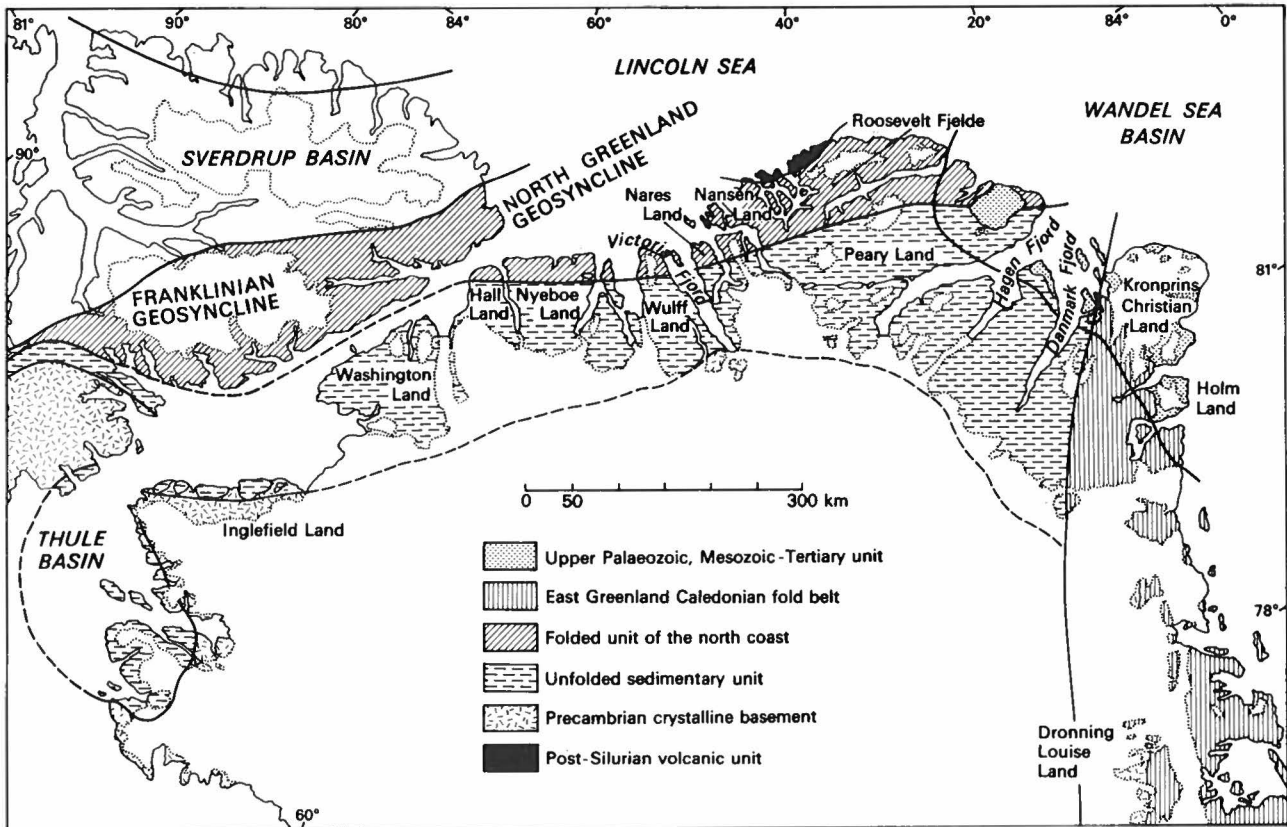 81°
90°
84°
60°
40°
20°
84°
0°
LINCOLN SEA
WANDEL SEA
BASIN
Roosevelt Fjelde
SVERDRUP BASIN
90°
NORTH GREENLAND
GEOSYNCLINE
Nares
Land
Nansen
Land
Victoria Fjord
Peary Land
Hagen Fjord
Danmark Fjord
81°
Kronprins
Christian
Land
FRANKLINIAN
GEOSYNCLINE
Hall
Land
Nyeboe
Land
Wulff
Land
Washington
Land
Holm
Land
0 50 300 km
Inglefield Land
THULE
BASIN
Upper Palaeozoic, Mesozoic-Tertiary unit
East Greenland Caledonian fold belt
78°
Folded unit of the north coast
Unfolded sedimentary unit
Precambrian crystalline basement
Post-Silurian volcanic unit
Dronning
Louise
Land
60°